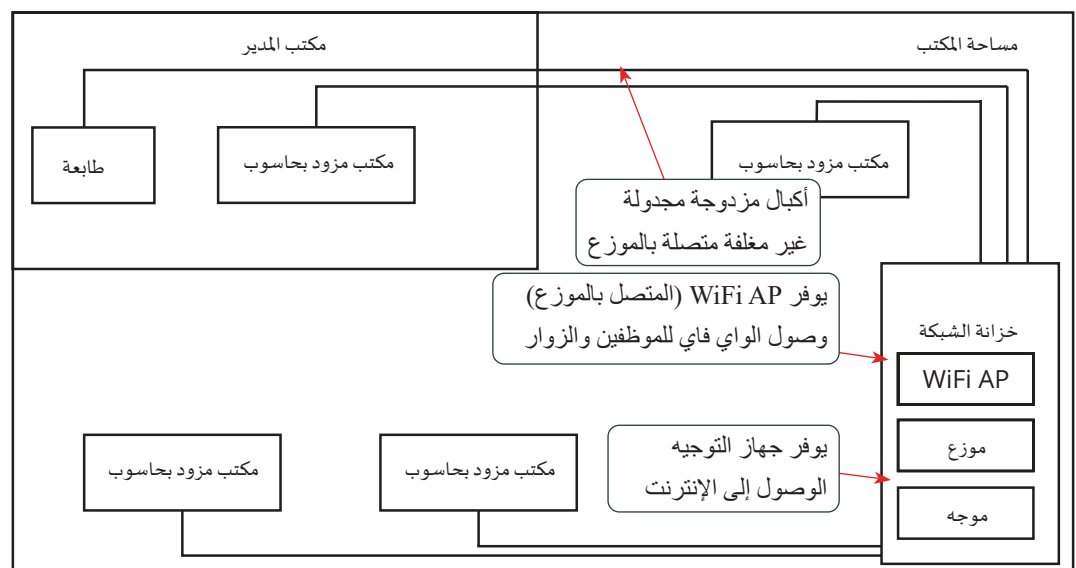 مساحة المكتب
مكتب المدير
طابعة
مكتب مزود بحاسوب
مكتب مزود بحاسوب
أكبال مزدوجة مجدولة
غير مغلفة متصلة بالموزع
يوفر WiFi AP (المتصل بالموزع)
وصول الواي فاي للموظفين والزوار
خزانة الشبكة
WiFi AP
موزع
موجه
يوفر جهاز التوجيه
الوصول إلى الإنترنت
مكتب مزود بحاسوب
مكتب مزود بحاسوب